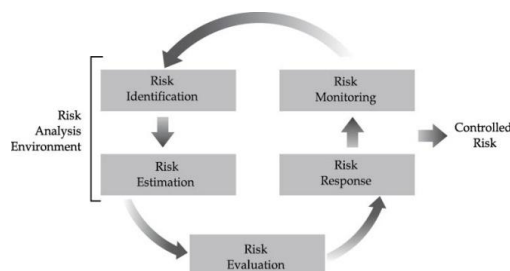 Risk
Identification
Risk
Monitoring
Risk
Analysis
Environment
Controlled
Risk
Risk
Estimation
Risk
Response
Risk
Evaluation